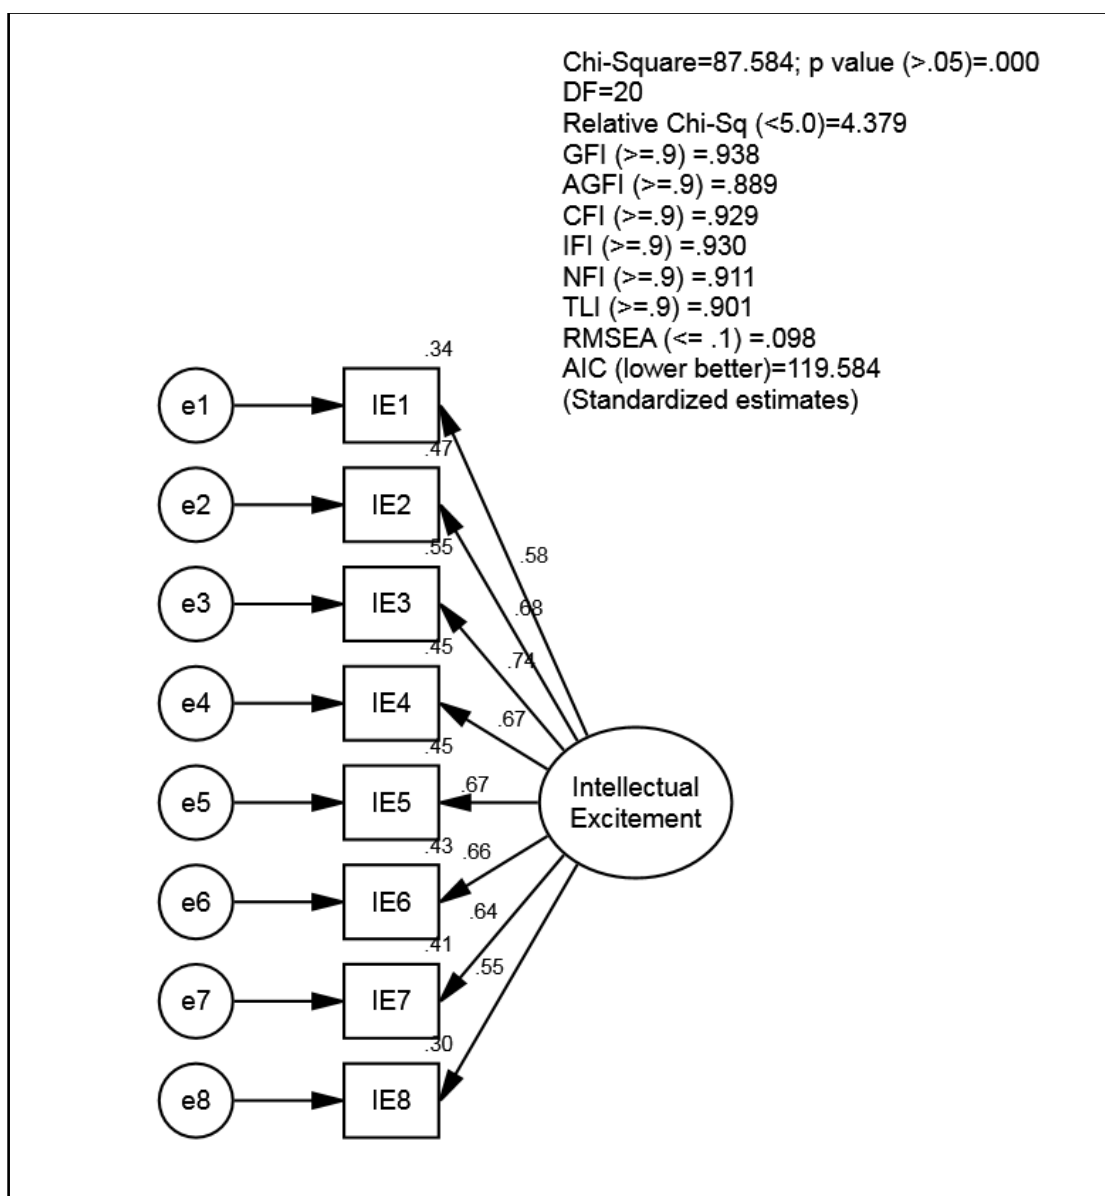 Chi-Square=87.584; p value (>.05)=.000
DF=20
Relative Chi-Sq (<5.0)=4.379
GFI (>=.9) =.938
AGFI (>=.9) =.889
CFI (>=.9) =.929
IFI (>=.9) =.930
NFI (>=.9) =.911
TLI (>=.9) =.901
RMSEA (<= .1) =.098
AIC (lower better)=119.584
(Standardized estimates)
.34
e1
IE1
.47
e2
IE2
.55
.58
e3
IE3
.68
.45
.74
e4
IE4
.67
.45
e5
IE5
.67
Intellectual
Excitement
.43
.66
e6
IE6
.64
.41
.55
e7
IE7
.30
e8
IE8